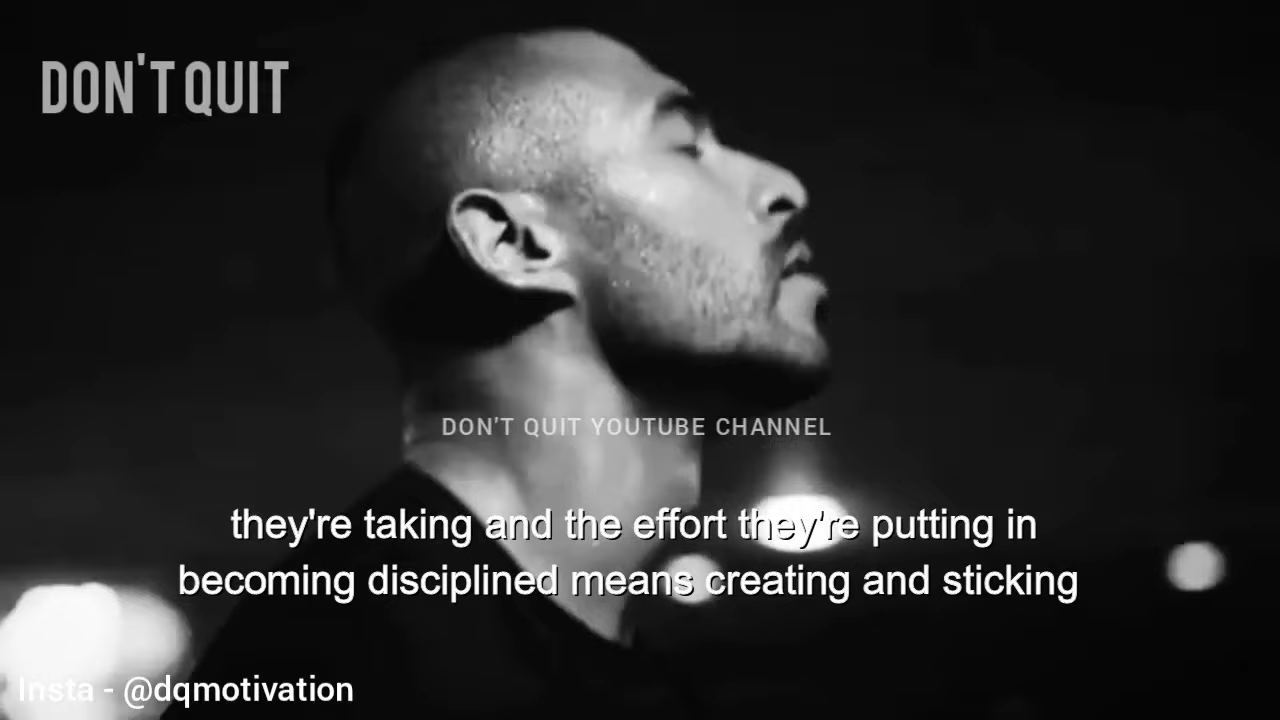 DON'T QUIT
DON'T QUIT YOUTUBE CHANNEL
they're taking and the effort they're putting in
becoming disciplined means creating and sticking
Insta - @dqmotivation